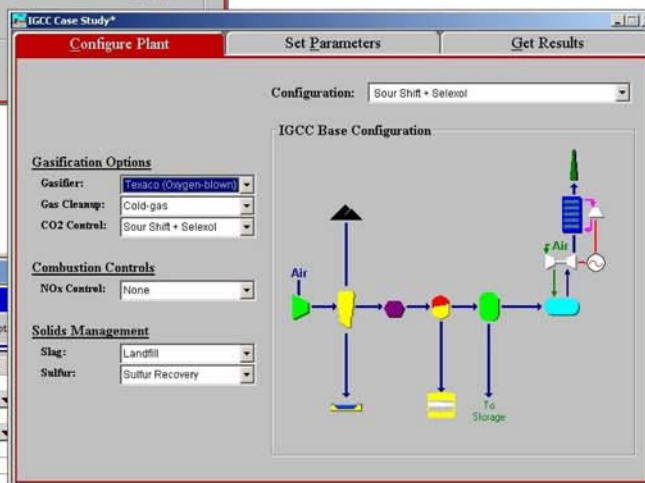 IGCC Case Study*
Configure Plant
Set Parameters
Get Results
Configuration: Sour Shift + Selexol
IGCC Base Configuration
Gasification Options
Gasifier: Texaco (Oxygen-blown)
Gas Cleanup: Cold-gas
CO2 Control: Sour Shift + Selexol
Combustion Controls
NOx Control: None
Solids Management
Slag: Landfill
Sulfur: Sulfur Recovery
Air
Air
To
Storage